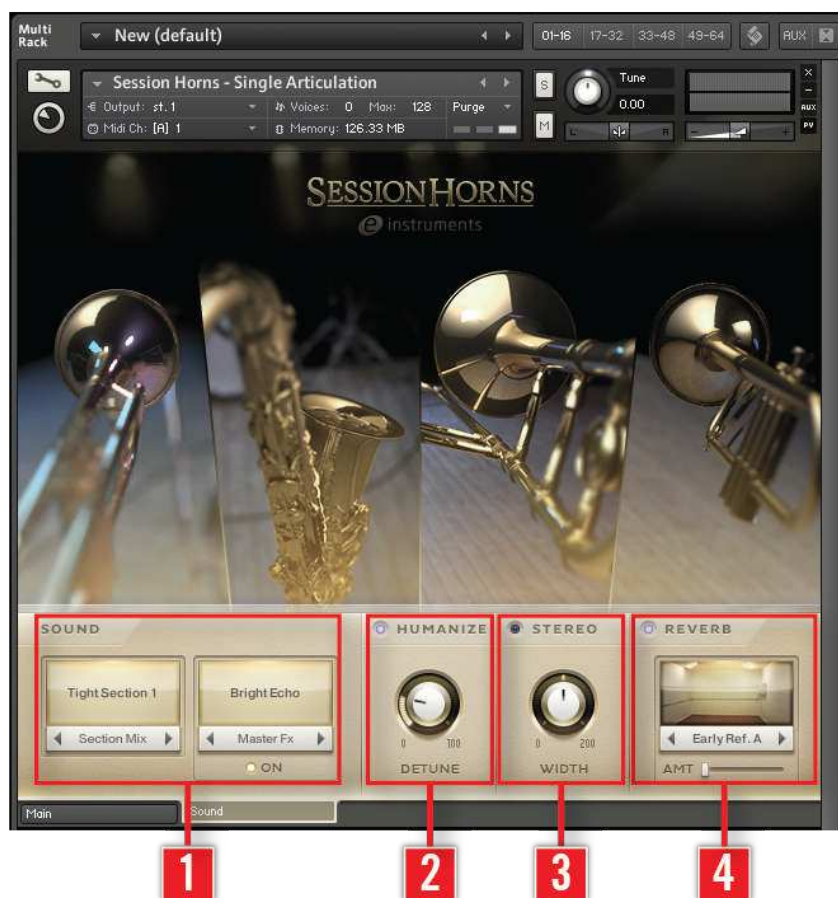 Multi Rack
New (default)
01-16 17-32 33-48 49-64
AUX
Session Horns - Single Articulation
Output: st.1
Voices: 0 Max: 128
Purge
Midi Ch: [A] 1
Memory: 126.33 MB
S
M
Tune
0.00
L R
- +
×
-
AUX
PV
SESSIONHORNS
e instruments
SOUND
Tight Section 1
Section Mix
Bright Echo
Master Fx
ON
HUMANIZE
0 100
DETUNE
STEREO
0 200
WIDTH
REVERB
Early Ref. A
AMT
Main
Sound
1
2
3
4